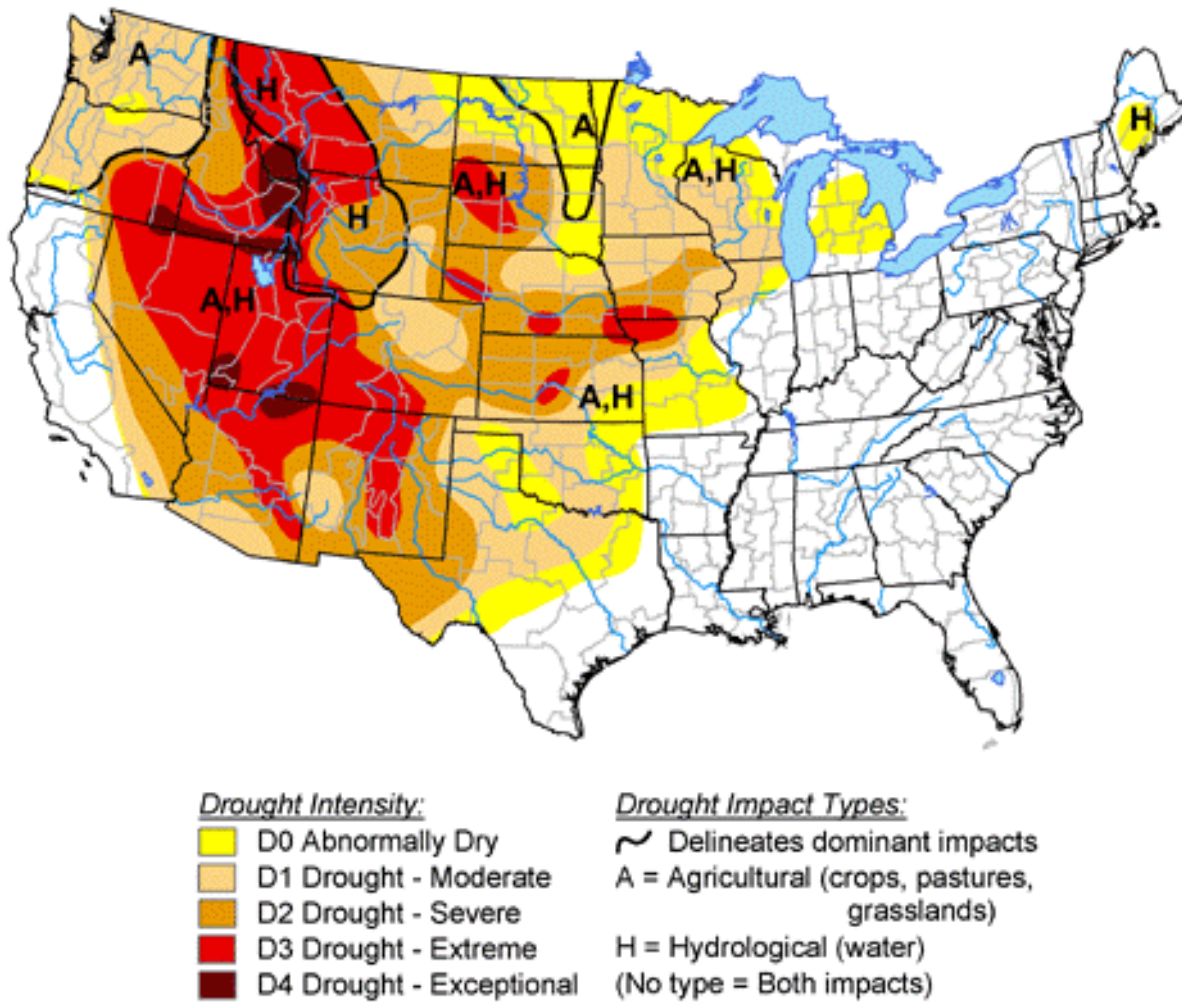 A
H
A
H
A,H
A,H
A,H
H
A,H
A,H
Drought Intensity:
D0 Abnormally Dry
D1 Drought - Moderate
D2 Drought - Severe
D3 Drought - Extreme
D4 Drought - Exceptional
Drought Impact Types:
Delineates dominant impacts
A = Agricultural (crops, pastures,
grasslands)
H = Hydrological (water)
(No type = Both impacts)